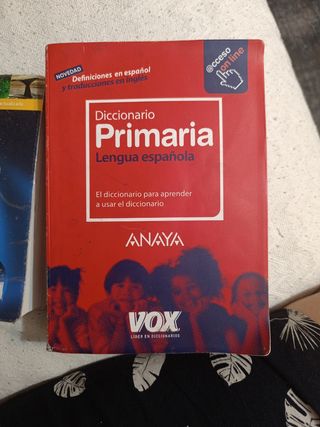 NOVEDAD
Definiciones en español
y traducciones en inglés
@cceso
on line
Diccionario
Primaria
Lengua española
El diccionario para aprender
a usar el diccionario
ANAYA
VOX
LÍDER EN DICCIONARIOS